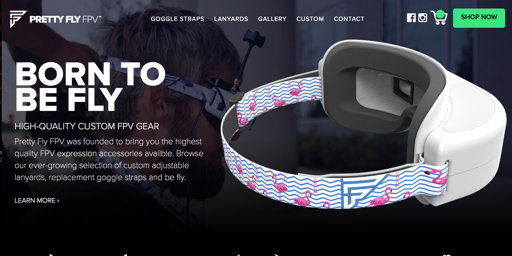 PRETTY FLY FPV™
GOGGLE STRAPS
LANYARDS
GALLERY
CUSTOM
CONTACT
SHOP NOW
BORN TO
BE FLY
HIGH-QUALITY CUSTOM FPV GEAR
Pretty Fly FPV was founded to bring you the highest
quality FPV expression accessories availble. Browse
our ever-growing selection of custom adjustable
lanyards, replacement goggle straps and be fly.
LEARN MORE ›